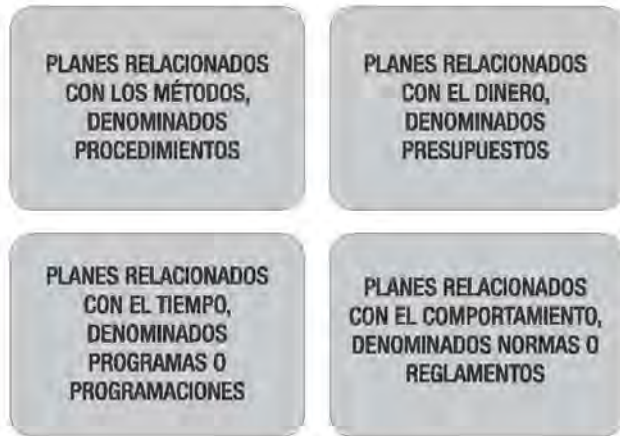 PLANES RELACIONADOS
CON LOS MÉTODOS,
DENOMINADOS
PROCEDIMIENTOS
PLANES RELACIONADOS
CON EL DINERO,
DENOMINADOS
PRESUPUESTOS
PLANES RELACIONADOS
CON EL TIEMPO,
DENOMINADOS
PROGRAMAS O
PROGRAMACIONES
PLANES RELACIONADOS
CON EL COMPORTAMIENTO,
DENOMINADOS NORMAS O
REGLAMENTOS